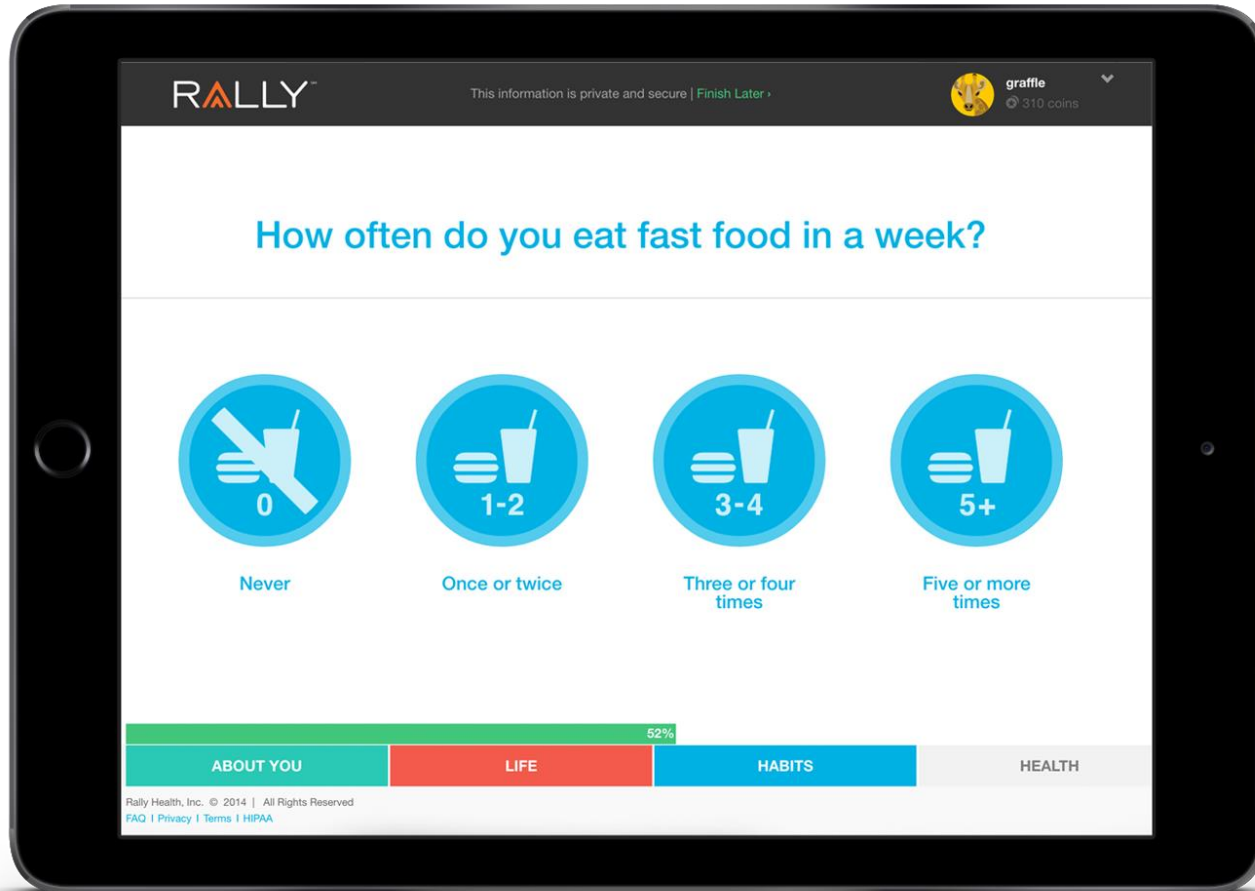 RALLY™
This information is private and secure | Finish Later ›
graffle
310 coins
How often do you eat fast food in a week?
0
1-2
3-4
5+
Never
Once or twice
Three or four
times
Five or more
times
52%
ABOUT YOU
LIFE
HABITS
HEALTH
Rally Health, Inc. © 2014 | All Rights Reserved
FAQ | Privacy | Terms | HIPAA